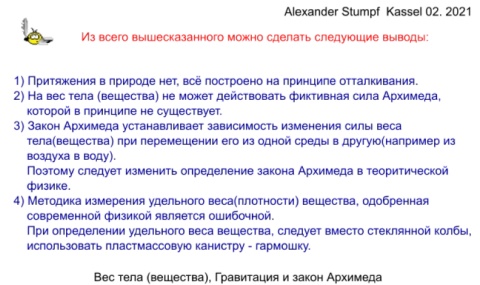 Alexander Stumpf  Kassel 02. 2021
Из всего вышесказанного можно сделать следующие выводы:
1) Притяжения в природе нет, всё построено на принципе отталкивания.
2) На вес тела (вещества) не может действовать фиктивная сила Архимеда,
которой в принципе не существует.
3) Закон Архимеда устанавливает зависимость изменения силы веса
тела(вещества) при перемещении его из одной среды в другую(например из
воздуха в воду).
Поэтому следует изменить определение закона Архимеда в теоритической
физике.
4) Методика измерения удельного веса(плотности) вещества, одобренная
современной физикой является ошибочной.
При определении удельного веса вещества, следует вместо стеклянной колбы,
использовать пластмассовую канистру - гармошку.
Вес тела (вещества), Гравитация и закон Архимеда